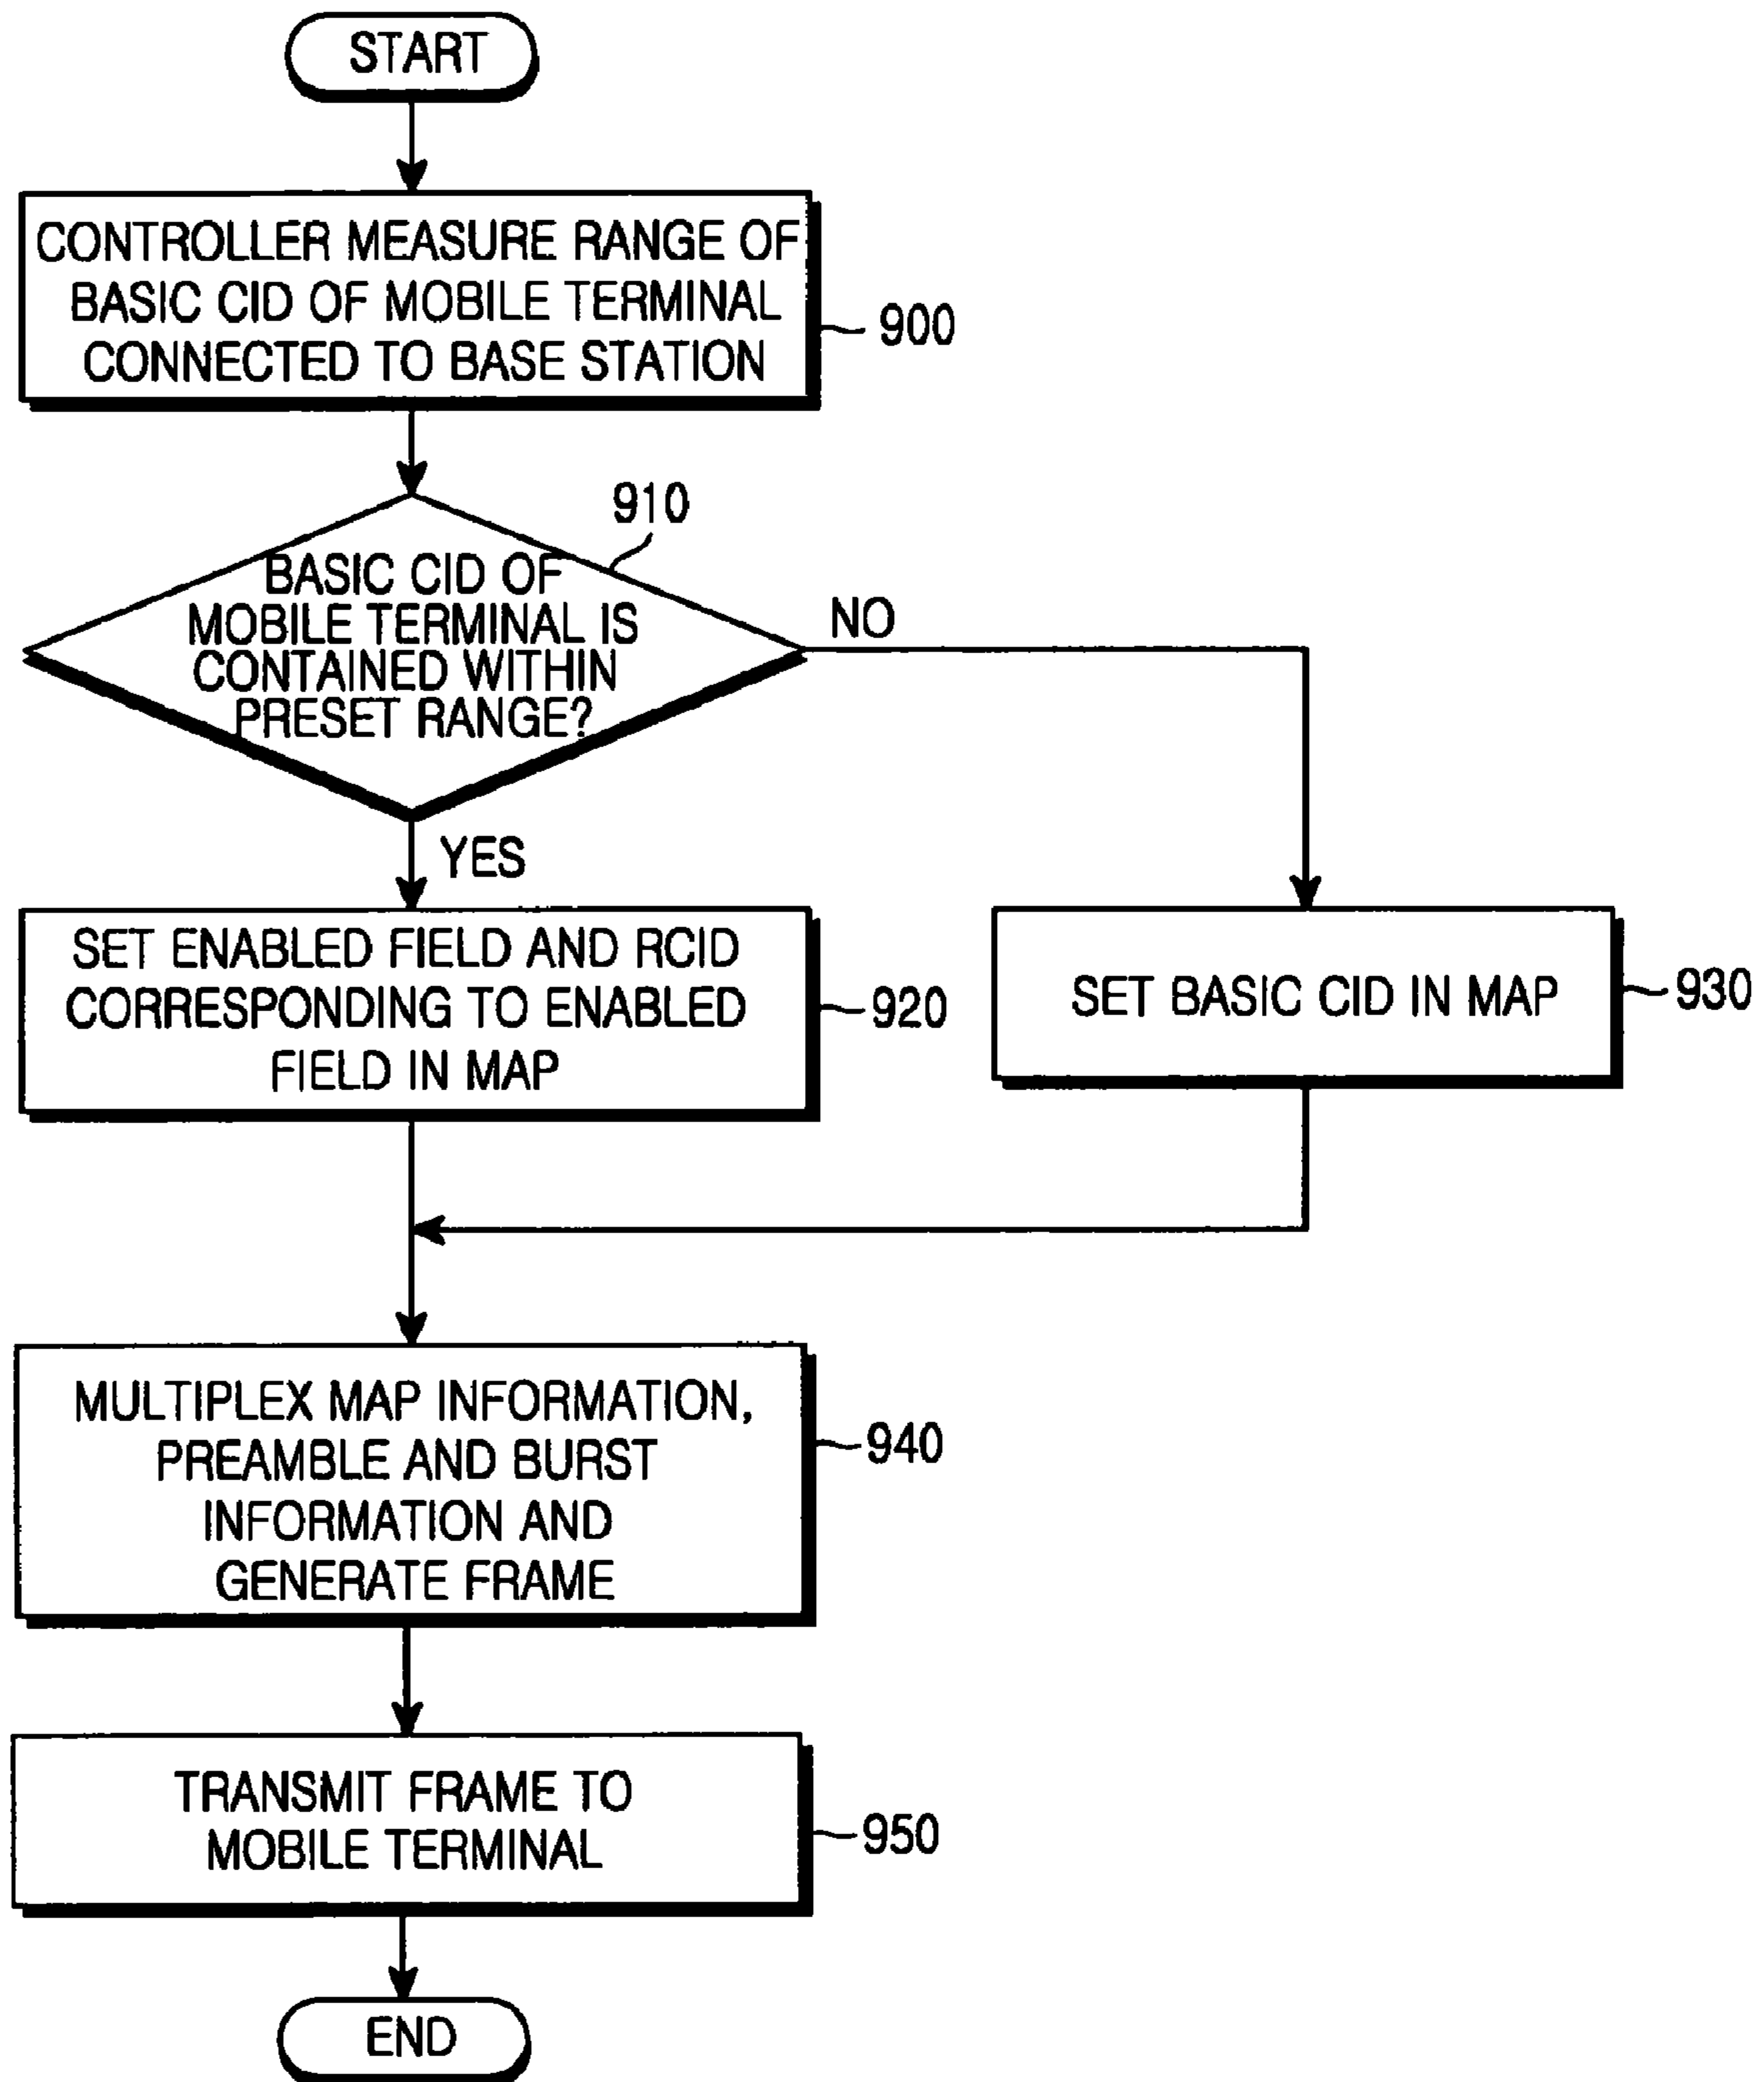 START
CONTROLLER MEASURE RANGE OF
BASIC CID OF MOBILE TERMINAL
CONNECTED TO BASE STATION
900
910
BASIC CID OF
MOBILE TERMINAL IS
CONTAINED WITHIN
PRESET RANGE?
NO
YES
SET ENABLED FIELD AND RCID
CORRESPONDING TO ENABLED
FIELD IN MAP
920
SET BASIC CID IN MAP
930
MULTIPLEX MAP INFORMATION,
PREAMBLE AND BURST
INFORMATION AND
GENERATE FRAME
940
TRANSMIT FRAME TO
MOBILE TERMINAL
950
END